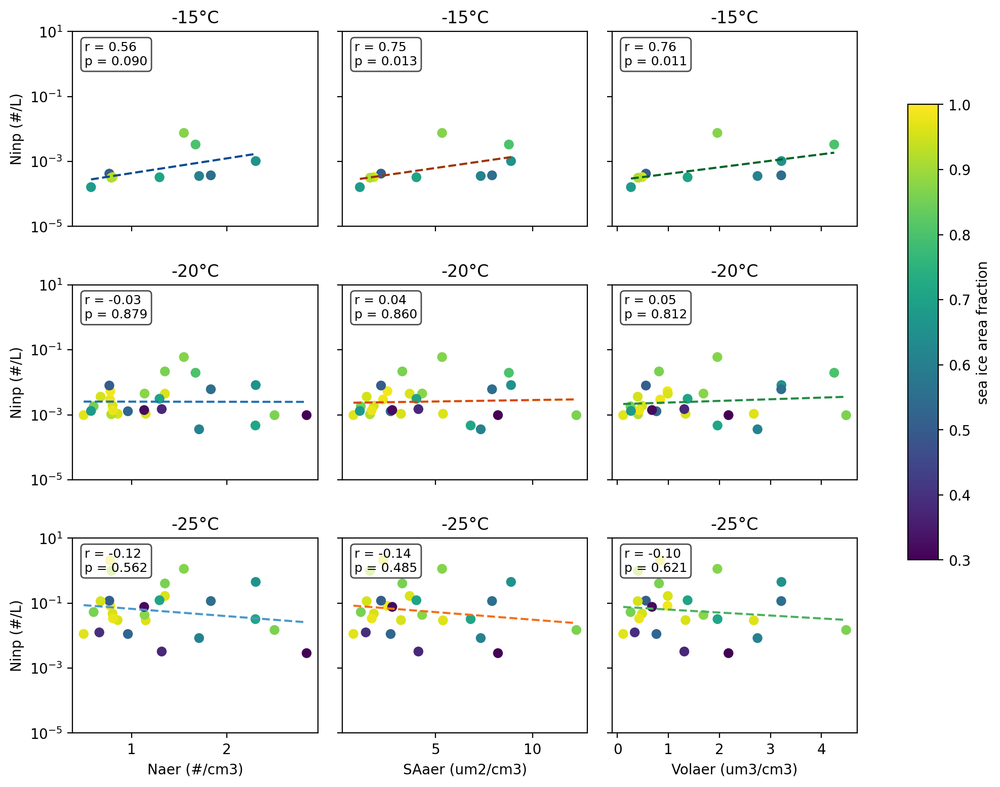 -15°C
-15°C
-15°C
10¹
10⁻¹
10⁻³
10⁻⁵
Ninp (#/L)
r = 0.56
p = 0.090
r = 0.75
p = 0.013
r = 0.76
p = 0.011
-20°C
-20°C
-20°C
10¹
10⁻¹
10⁻³
10⁻⁵
Ninp (#/L)
r = -0.03
p = 0.879
r = 0.04
p = 0.860
r = 0.05
p = 0.812
-25°C
-25°C
-25°C
10¹
10⁻¹
10⁻³
10⁻⁵
Ninp (#/L)
r = -0.12
p = 0.562
r = -0.14
p = 0.485
r = -0.10
p = 0.621
1 2
5 10
0 1 2 3 4
Naer (#/cm3)
SAaer (um2/cm3)
Volaer (um3/cm3)
1.0
0.9
0.8
0.7
0.6
0.5
0.4
0.3
sea ice area fraction